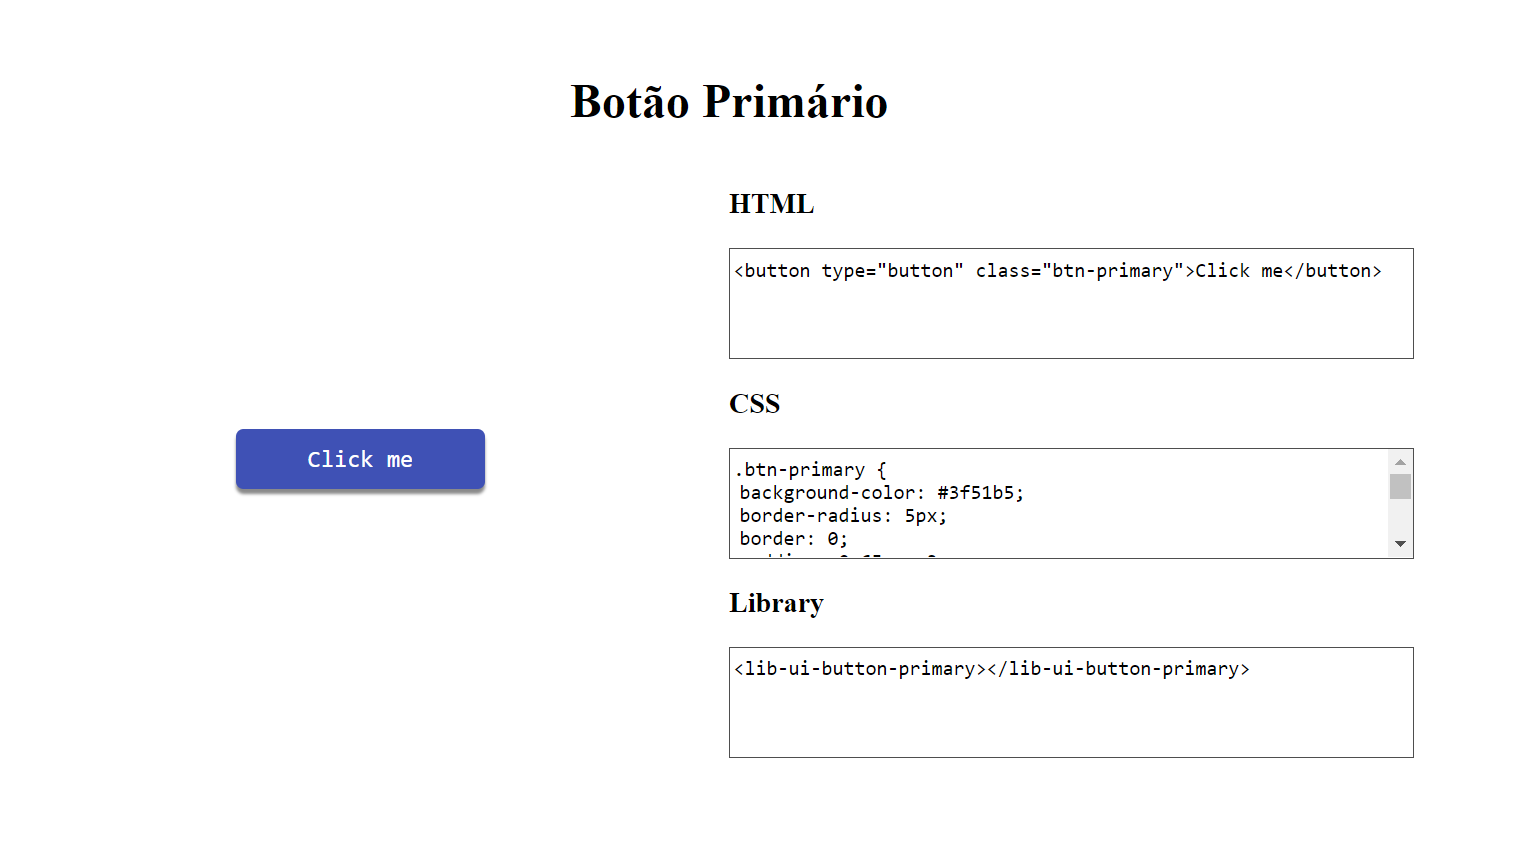 Botão Primário
HTML
<button type="button" class="btn-primary">Click me</button>
CSS
Click me
.btn-primary {
background-color: #3f51b5;
border-radius: 5px;
border: 0;
Library
<lib-ui-button-primary></lib-ui-button-primary>